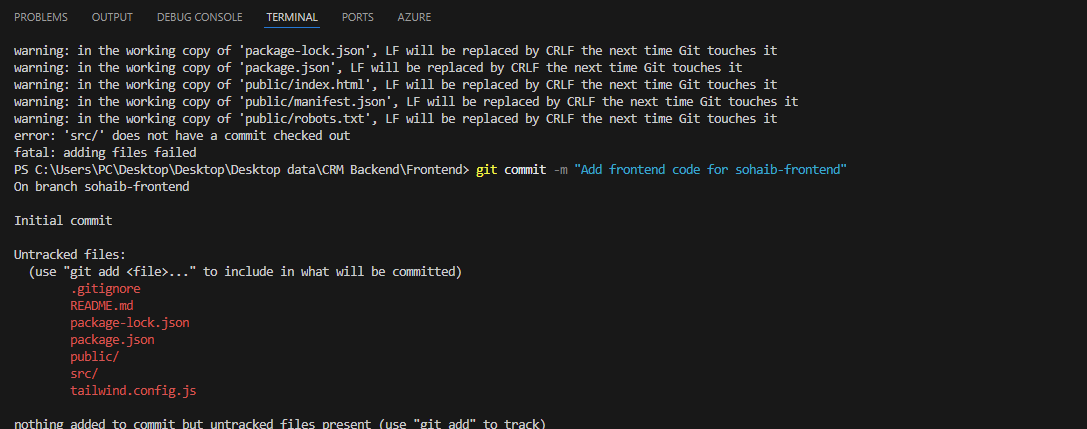 PROBLEMS OUTPUT DEBUG CONSOLE TERMINAL PORTS AZURE
warning: in the working copy of 'package-lock.json', LF will be replaced by CRLF the next time Git touches it
warning: in the working copy of 'package.json', LF will be replaced by CRLF the next time Git touches it
warning: in the working copy of 'public/index.html', LF will be replaced by CRLF the next time Git touches it
warning: in the working copy of 'public/manifest.json', LF will be replaced by CRLF the next time Git touches it
warning: in the working copy of 'public/robots.txt', LF will be replaced by CRLF the next time Git touches it
error: 'src/' does not have a commit checked out
fatal: adding files failed
PS C:\Users\PC\Desktop\Desktop\Desktop data\CRM Backend\Frontend> git commit -m "Add frontend code for sohaib-frontend"
On branch sohaib-frontend
Initial commit
Untracked files:
(use "git add <file>..." to include in what will be committed)
.gitignore
README.md
package-lock.json
package.json
public/
src/
tailwind.config.js
nothing added to commit but untracked files present (use "git add" to track)